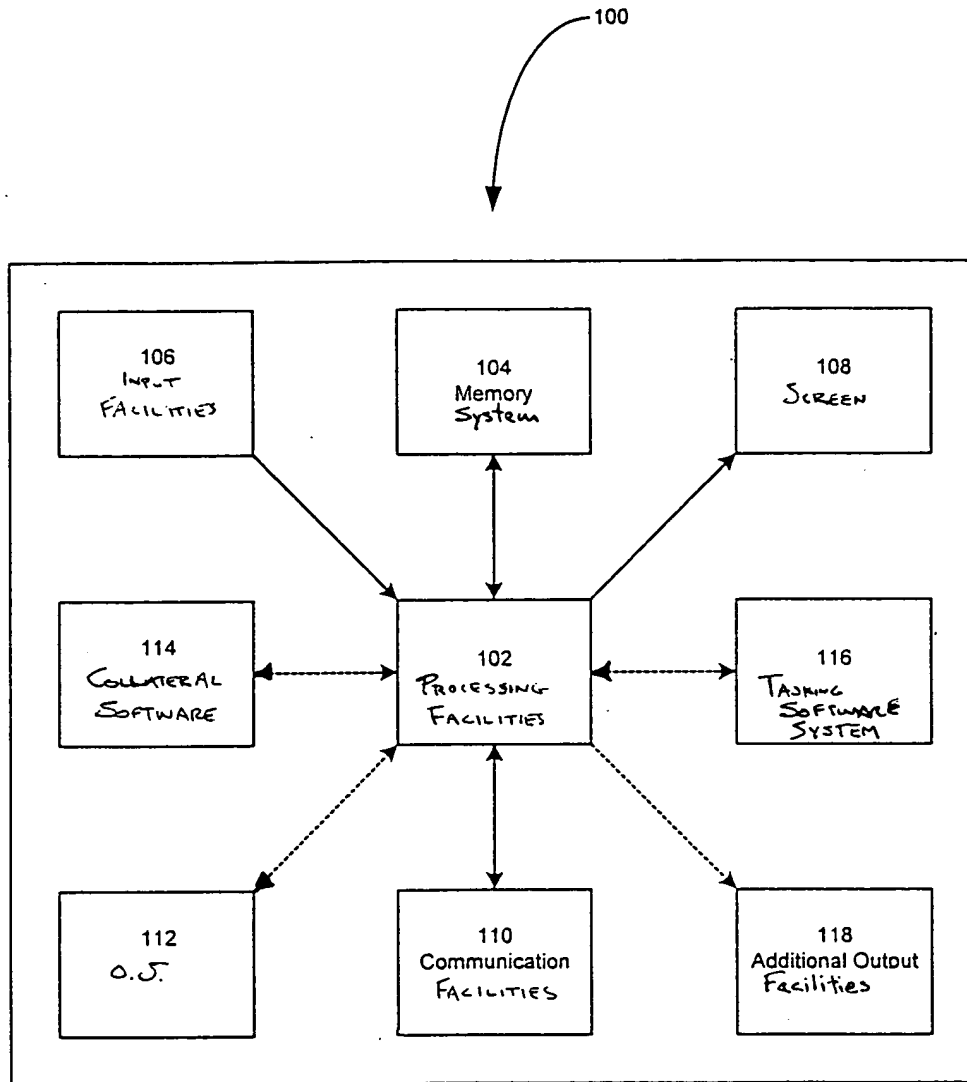 100
106
INPUT
FACILITIES
104
Memory
System
108
SCREEN
114
COLLATERAL
SOFTWARE
102
PROCESSING
FACILITIES
116
TASKING
SOFTWARE
SYSTEM
112
O.S.
110
Communication
FACILITIES
118
Additional Output
Facilities